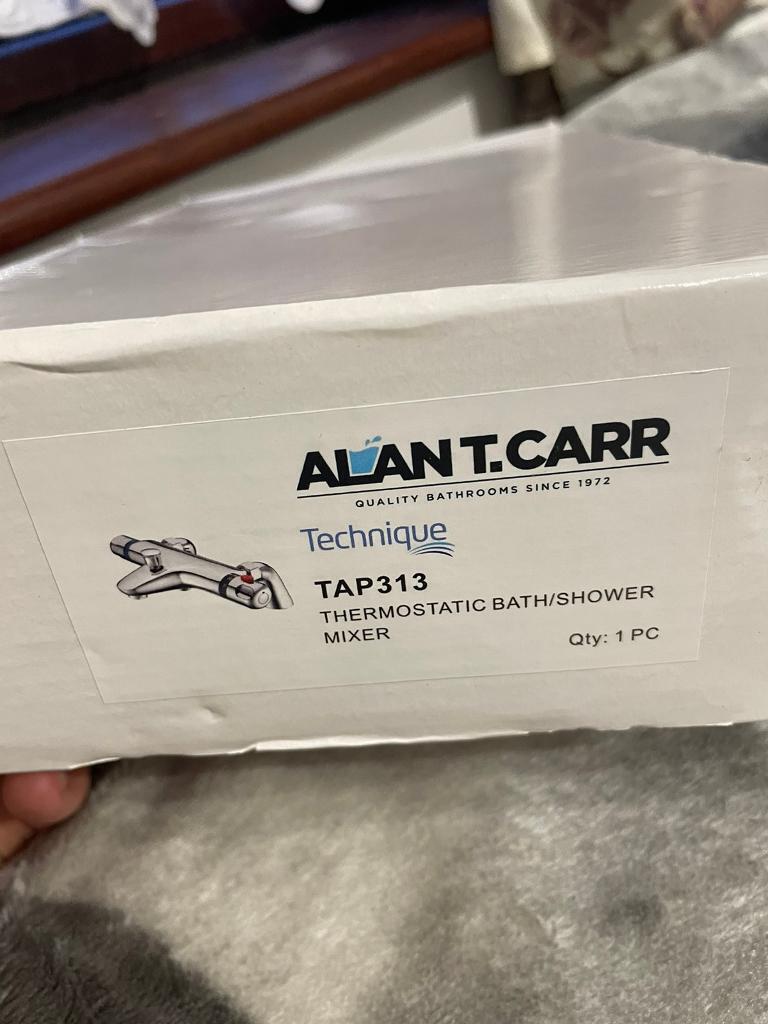 ALAN T.CARR
QUALITY BATHROOMS SINCE 1972
Technique
TAP313
THERMOSTATIC BATH/SHOWER
MIXER
Qty: 1 PC